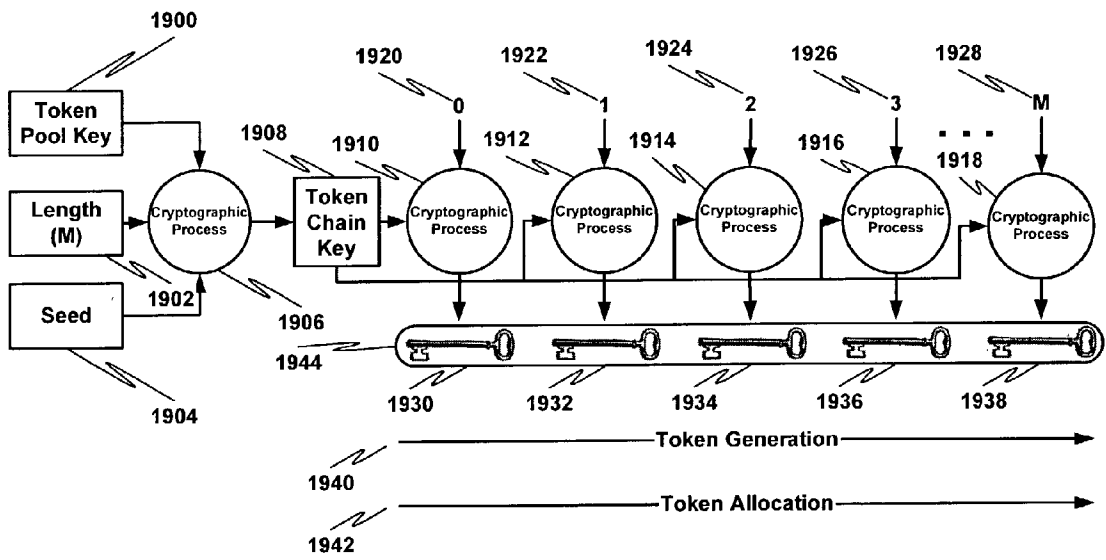 1900
1920
1922
1924
1926
1928
Token
Pool Key
0
1
2
3
M
1908
1910
1912
1914
1916
. . .
1918
Length
(M)
Cryptographic
Process
Token
Chain
Key
Cryptographic
Process
Cryptographic
Process
Cryptographic
Process
Cryptographic
Process
Cryptographic
Process
1902
Seed
1906
1944
1904
1930
1932
1934
1936
1938
Token Generation
1940
Token Allocation
1942